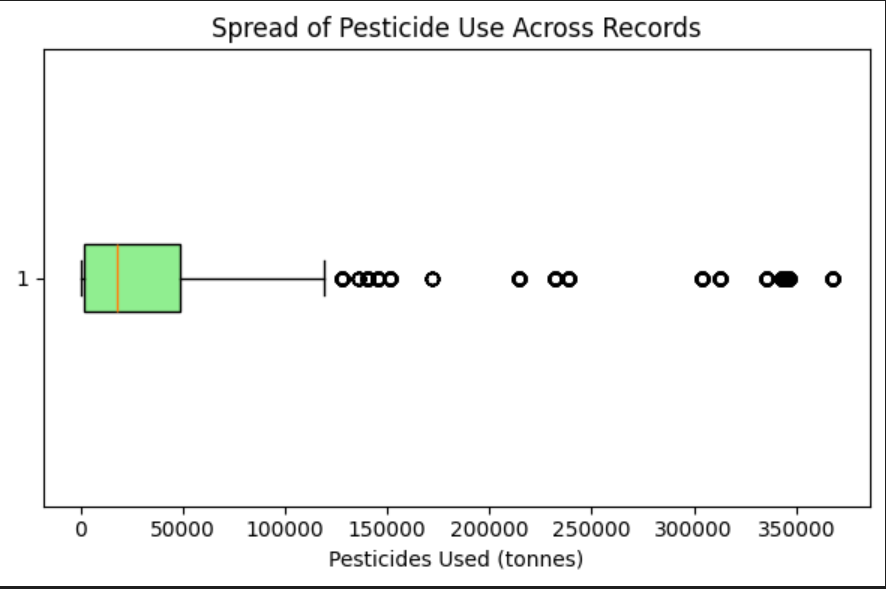 Spread of Pesticide Use Across Records
1
0 50000 100000 150000 200000 250000 300000 350000
Pesticides Used (tonnes)